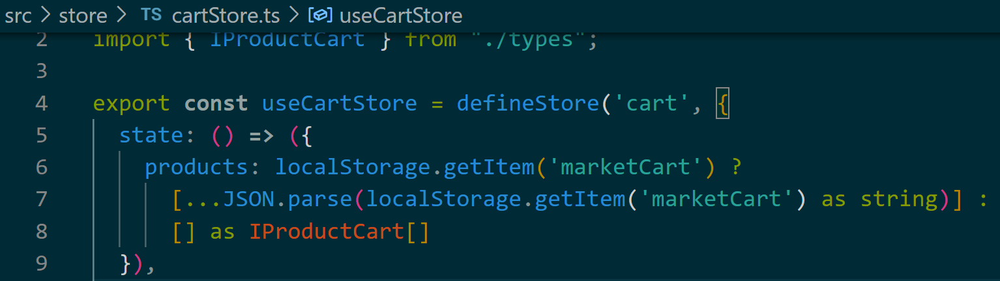 src > store > TS cartStore.ts > useCartStore
2 import { IProductCart } from "./types";
3
4 export const useCartStore = defineStore('cart', {
5 state: () => ({
6 products: localStorage.getItem('marketCart') ?
7 [...JSON.parse(localStorage.getItem('marketCart') as string)] :
8 [] as IProductCart[]
9 }),